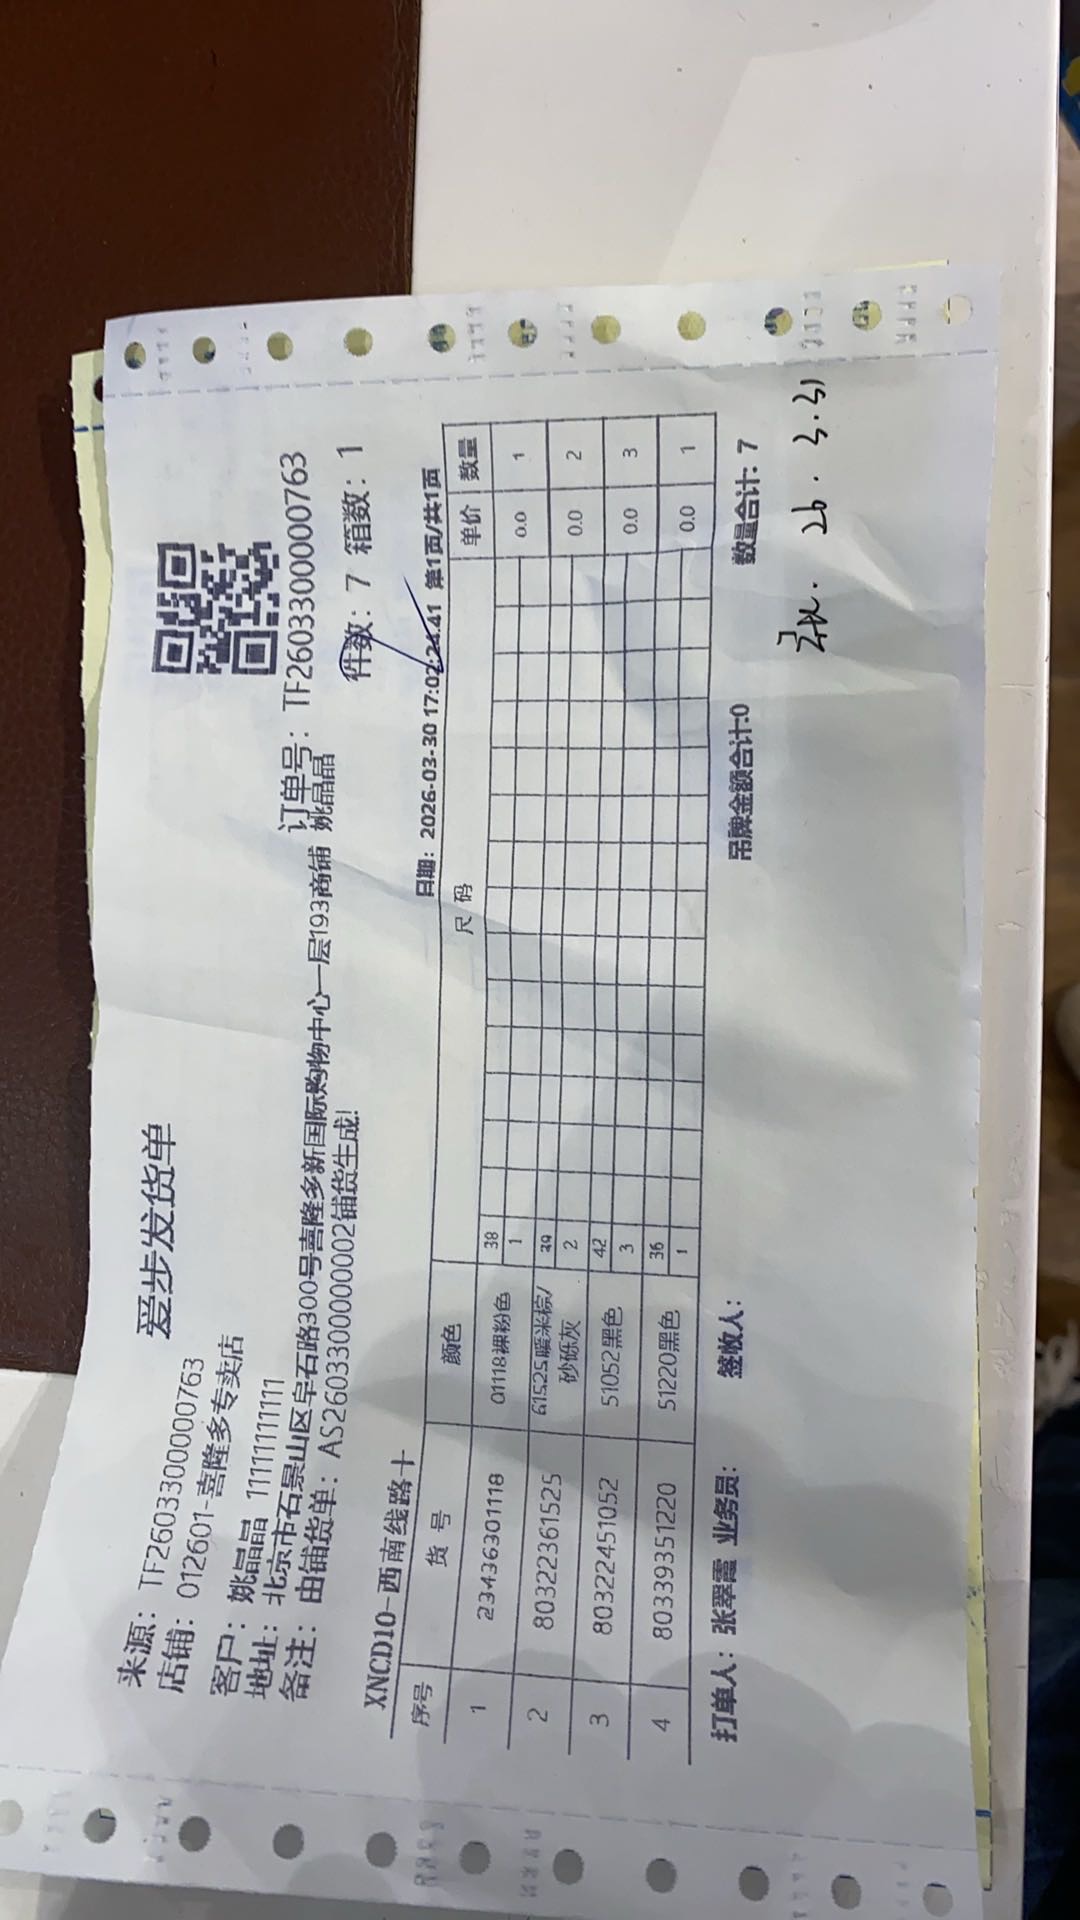 爱步发货单
来源：TF2603300000763
店铺：012601-喜隆多专卖店 订单号：TF2603300000763
客户：姚晶晶 11111111111 姚晶晶
地址：北京市石景山区阜石路300号喜隆多新国际购物中心一层193商铺 件数：7 箱数：1
备注：由铺货单：AS2603300000002铺货生成!
XNCD10-西南线路十 日期：2026-03-30 17:02:24.41 第1页/共1页
序号 货 号 颜色 尺 码 单价 数量
1 23436301118 01118裸粉色 38 0.0 1
1
2 80322361525 61525暖米棕/砂砾灰 39 0.0 2
2
3 80322451052 51052黑色 42 0.0 3
3
4 80339351220 51220黑色 36 0.0 1
1
打单人：张翠霞 业务员： 签收人： 吊牌金额合计:0 数量合计: 7
26. 3. 31